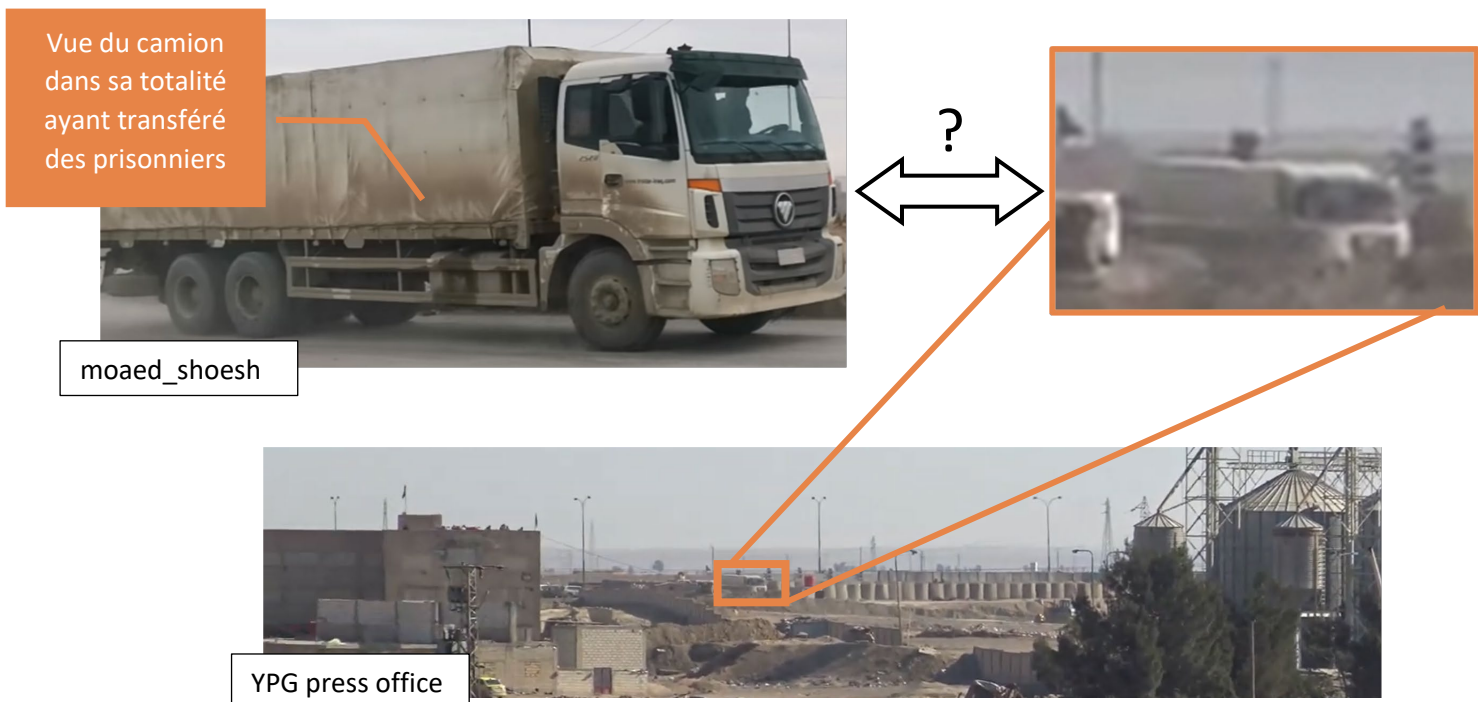 Vue du camion
dans sa totalité
ayant transféré
des prisonniers
?
moaed_shoesh
YPG press office